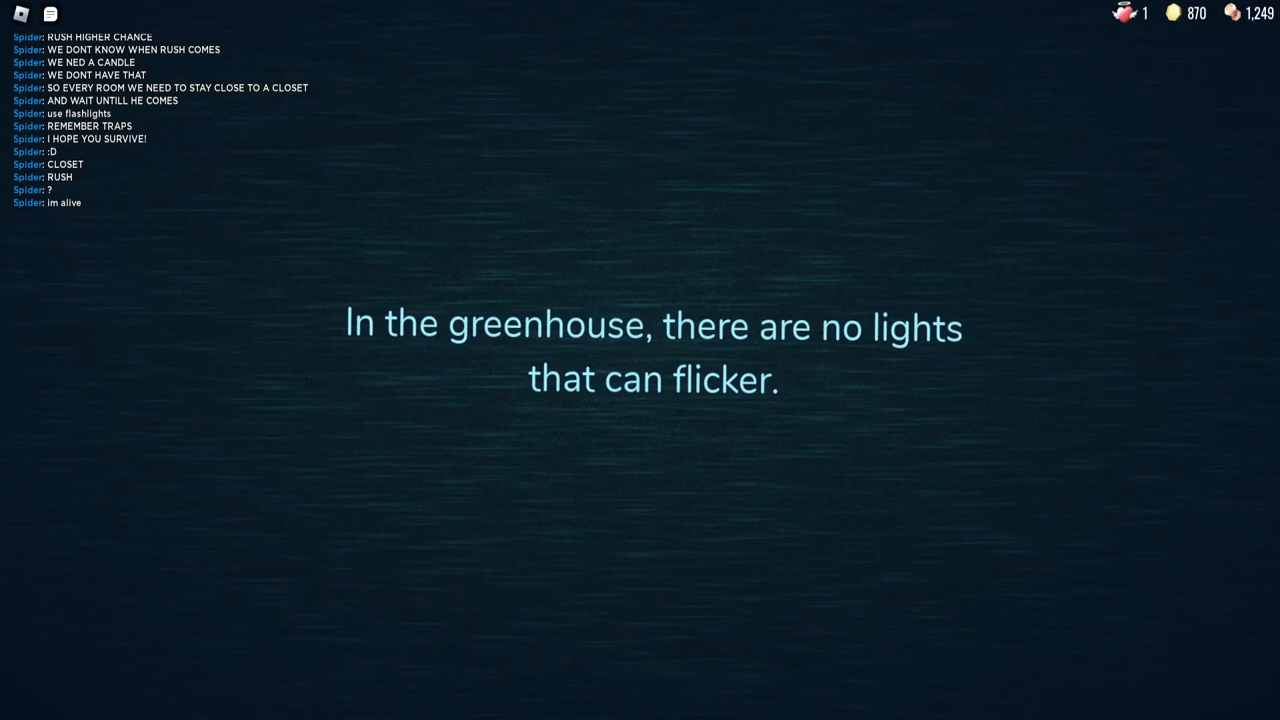 1
870
1,249
Spider: RUSH HIGHER CHANCE
Spider: WE DONT KNOW WHEN RUSH COMES
Spider: WE NED A CANDLE
Spider: WE DONT HAVE THAT
Spider: SO EVERY ROOM WE NEED TO STAY CLOSE TO A CLOSET
Spider: AND WAIT UNTILL HE COMES
Spider: use flashlights
Spider: REMEMBER TRAPS
Spider: I HOPE YOU SURVIVE!
Spider: :D
Spider: CLOSET
Spider: RUSH
Spider: ?
Spider: im alive
In the greenhouse, there are no lights
that can flicker.